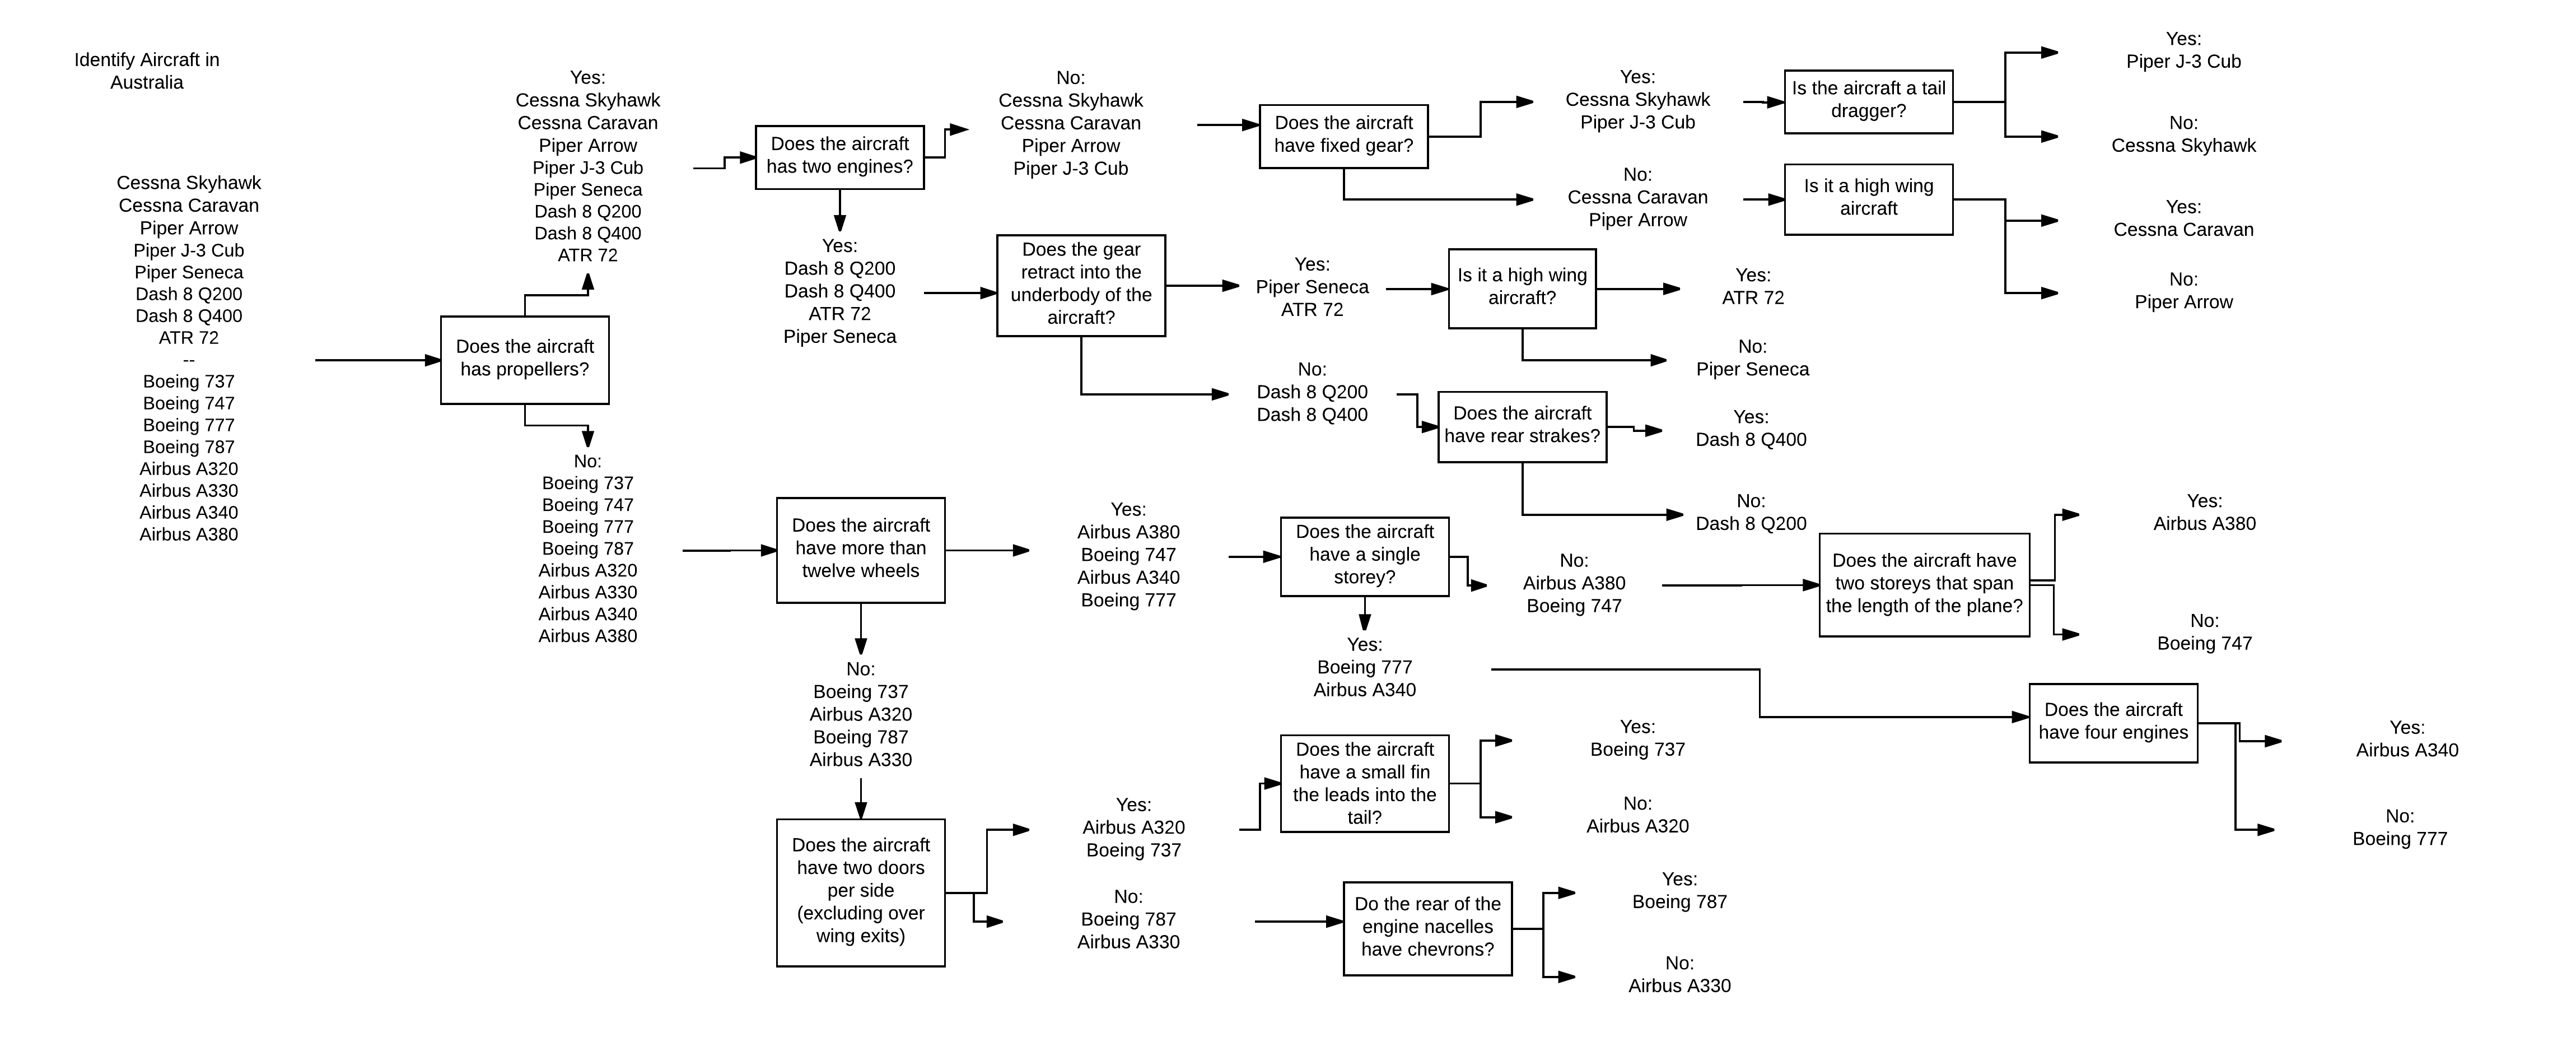 Identify Aircraft in
Australia
Cessna Skyhawk
Cessna Caravan
Piper Arrow
Piper J-3 Cub
Piper Seneca
Dash 8 Q200
Dash 8 Q400
ATR 72
--
Boeing 737
Boeing 747
Boeing 777
Boeing 787
Airbus A320
Airbus A330
Airbus A340
Airbus A380
Does the aircraft
has propellers?
Yes:
Cessna Skyhawk
Cessna Caravan
Piper Arrow
Piper J-3 Cub
Piper Seneca
Dash 8 Q200
Dash 8 Q400
ATR 72
Does the aircraft
has two engines?
No:
Cessna Skyhawk
Cessna Caravan
Piper Arrow
Piper J-3 Cub
Does the aircraft
have fixed gear?
Yes:
Cessna Skyhawk
Piper J-3 Cub
Is the aircraft a tail
dragger?
Yes:
Piper J-3 Cub
No:
Cessna Skyhawk
No:
Cessna Caravan
Piper Arrow
Is it a high wing
aircraft
Yes:
Cessna Caravan
No:
Piper Arrow
Yes:
Dash 8 Q200
Dash 8 Q400
ATR 72
Piper Seneca
Does the gear
retract into the
underbody of the
aircraft?
Yes:
Piper Seneca
ATR 72
Is it a high wing
aircraft?
Yes:
ATR 72
No:
Piper Seneca
No:
Dash 8 Q200
Dash 8 Q400
Does the aircraft
have rear strakes?
Yes:
Dash 8 Q400
No:
Dash 8 Q200
No:
Boeing 737
Boeing 747
Boeing 777
Boeing 787
Airbus A320
Airbus A330
Airbus A340
Airbus A380
Does the aircraft
have more than
twelve wheels
Yes:
Airbus A380
Boeing 747
Airbus A340
Boeing 777
Does the aircraft
have a single
storey?
No:
Airbus A380
Boeing 747
Does the aircraft have
two storeys that span
the length of the plane?
Yes:
Airbus A380
No:
Boeing 747
Yes:
Boeing 777
Airbus A340
Does the aircraft
have four engines
Yes:
Airbus A340
No:
Boeing 777
No:
Boeing 737
Airbus A320
Boeing 787
Airbus A330
Does the aircraft
have two doors
per side
(excluding over
wing exits)
Yes:
Airbus A320
Boeing 737
Does the aircraft
have a small fin
the leads into the
tail?
Yes:
Boeing 737
No:
Airbus A320
No:
Boeing 787
Airbus A330
Do the rear of the
engine nacelles
have chevrons?
Yes:
Boeing 787
No:
Airbus A330